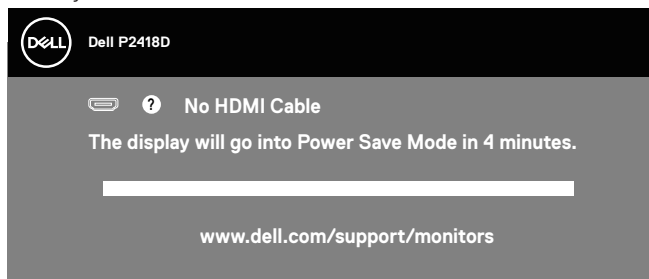 DELL
Dell P2418D
? No HDMI Cable
The display will go into Power Save Mode in 4 minutes.
www.dell.com/support/monitors